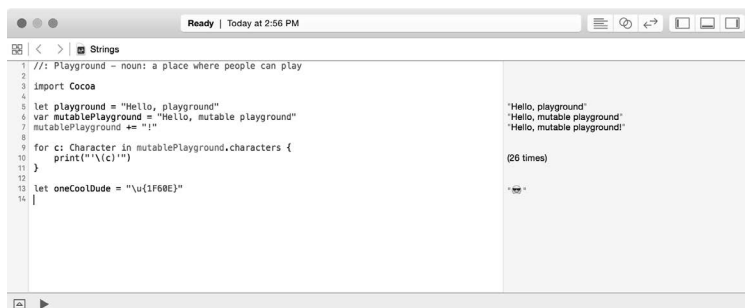 Ready | Today at 2:56 PM
Strings
1 //: Playground – noun: a place where people can play
2
3 import Cocoa
4
5 let playground = "Hello, playground" "Hello, playground"
6 var mutablePlayground = "Hello, mutable playground" "Hello, mutable playground"
7 mutablePlayground += "!" "Hello, mutable playground!"
8
9 for c: Character in mutablePlayground.characters {
10 print("'\(c)'") (26 times)
11 }
12
13 let oneCoolDude = "\u{1F60E}" "😎"
14